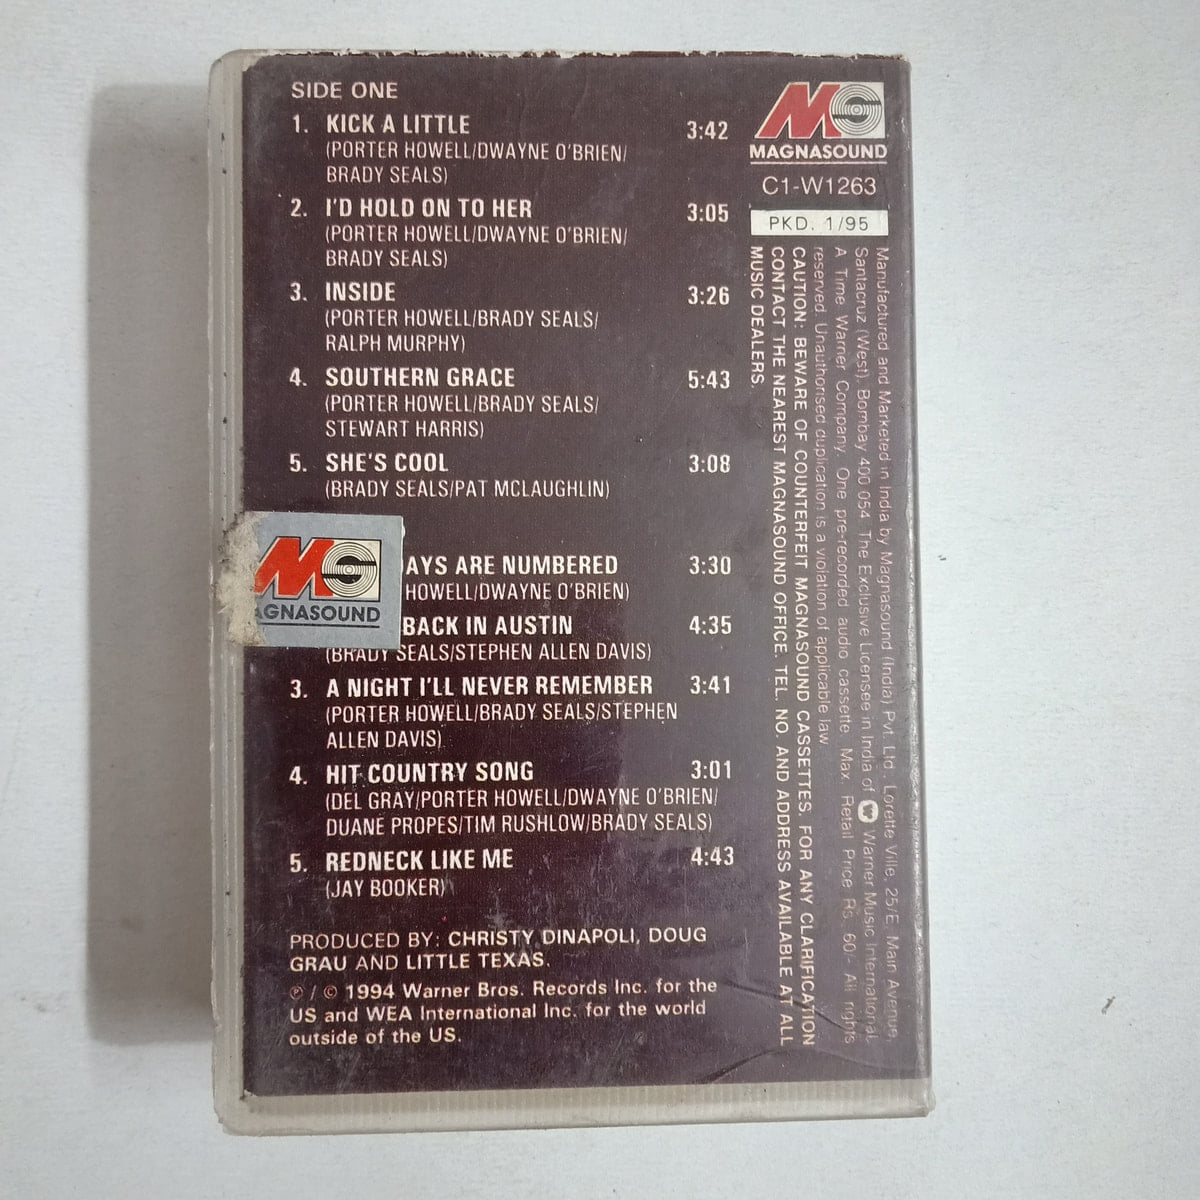 SIDE ONE
1. KICK A LITTLE 3:42
(PORTER HOWELL/DWAYNE O'BRIEN/
BRADY SEALS)
2. I'D HOLD ON TO HER 3:05
(PORTER HOWELL/DWAYNE O'BRIEN/
BRADY SEALS)
3. INSIDE 3:26
(PORTER HOWELL/BRADY SEALS/
RALPH MURPHY)
4. SOUTHERN GRACE 5:43
(PORTER HOWELL/BRADY SEALS/
STEWART HARRIS)
5. SHE'S COOL 3:08
(BRADY SEALS/PAT MCLAUGHLIN)
AYS ARE NUMBERED 3:30
HOWELL/DWAYNE O'BRIEN)
BACK IN AUSTIN 4:35
(BRADY SEALS/STEPHEN ALLEN DAVIS)
3. A NIGHT I'LL NEVER REMEMBER 3:41
(PORTER HOWELL/BRADY SEALS/STEPHEN
ALLEN DAVIS)
4. HIT COUNTRY SONG 3:01
(DEL GRAY/PORTER HOWELL/DWAYNE O'BRIEN/
DUANE PROPES/TIM RUSHLOW/BRADY SEALS)
5. REDNECK LIKE ME 4:43
(JAY BOOKER)
PRODUCED BY: CHRISTY DINAPOLI, DOUG
GRAU AND LITTLE TEXAS.
℗ / © 1994 Warner Bros. Records Inc. for the
US and WEA International Inc. for the world
outside of the US.
MG
AGNASOUND
MG
MAGNASOUND
C1-W1263
PKD. 1/95
Manufactured and Marketed in India by Magnasound (India) Pvt. Ltd., Lorette Ville, 25/E, Main Avenue,
Santacruz (West), Bombay 400 054. The Exclusive Licensee in India of Warner Music International,
A Time Warner Company. One pre-recorded audio cassette. Max. Retail Price Rs. 60/- All rights
reserved. Unauthorised duplication is a violation of applicable law
CAUTION: BEWARE OF COUNTERFEIT MAGNASOUND CASSETTES. FOR ANY CLARIFICATION
CONTACT THE NEAREST MAGNASOUND OFFICE. TEL. NO. AND ADDRESS AVAILABLE AT ALL
MUSIC DEALERS.